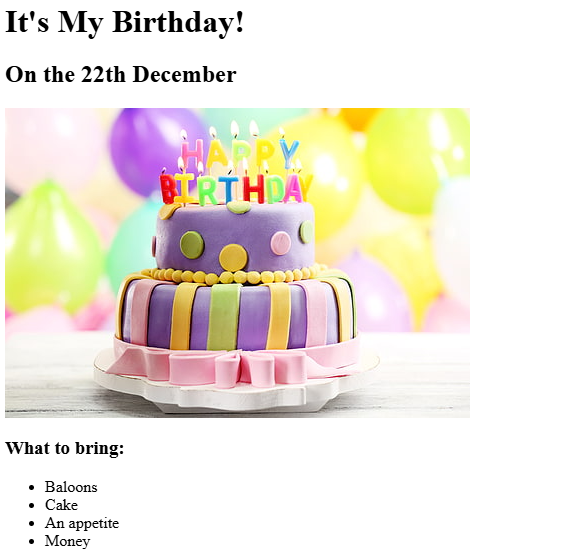 It's My Birthday!
On the 22th December
HAPPY
BIRTHDAY
What to bring:
Baloons
Cake
An appetite
Money